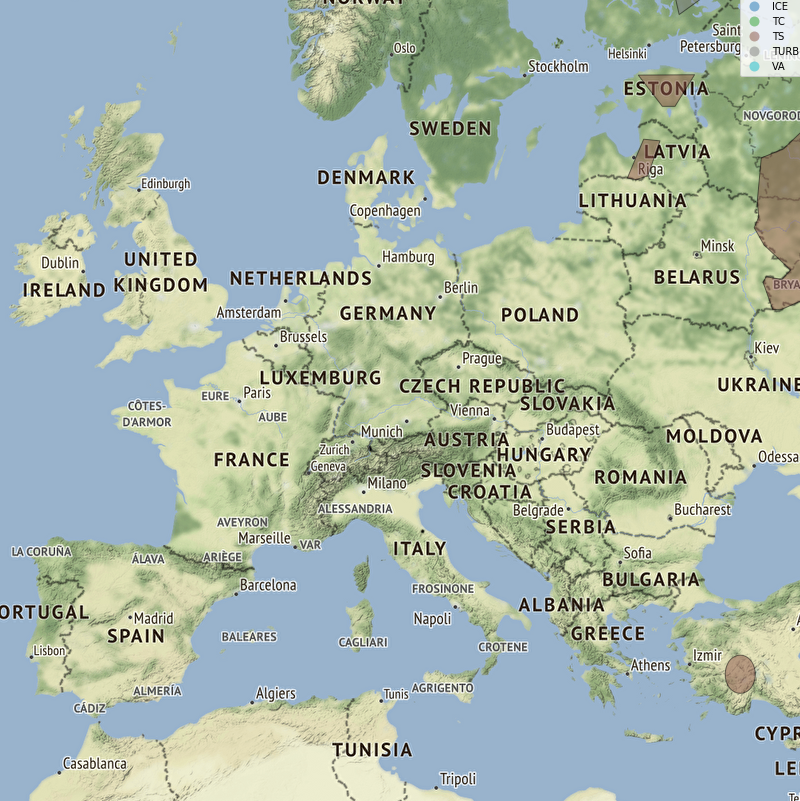 NORWAY
ICE
TC
TS
TURB
VA
Oslo
Stockholm
Helsinki
Saint
Petersburg
ESTONIA
SWEDEN
NOVGOROD
LATVIA
Riga
DENMARK
Edinburgh
Copenhagen
LITHUANIA
Minsk
Dublin
UNITED
KINGDOM
IRELAND
Hamburg
NETHERLANDS
BELARUS
BRYA
Berlin
Amsterdam
GERMANY
POLAND
Brussels
Kiev
Prague
LUXEMBURG
CZECH REPUBLIC
UKRAINE
EURE
Paris
SLOVAKIA
CÔTES-
D'ARMOR
AUBE
Vienna
Munich
Budapest
AUSTRIA
MOLDOVA
Zurich
HUNGARY
FRANCE
Geneva
SLOVENIA
Odessa
Milano
ROMANIA
CROATIA
ALESSANDRIA
Belgrade
Bucharest
AVEYRON
SERBIA
Marseille
VAR
ITALY
LA CORUÑA
ÁLAVA
ARIÈGE
Sofia
BULGARIA
Barcelona
FROSINONE
ALBANIA
ORTUGAL
Madrid
Napoli
SPAIN
BALEARES
CAGLIARI
CROTENE
GREECE
Lisbon
Izmir
Athens
ALMERÍA
Algiers
Tunis
AGRIGENTO
CÁDIZ
CYPR
TUNISIA
Casablanca
Tripoli
LE
Te